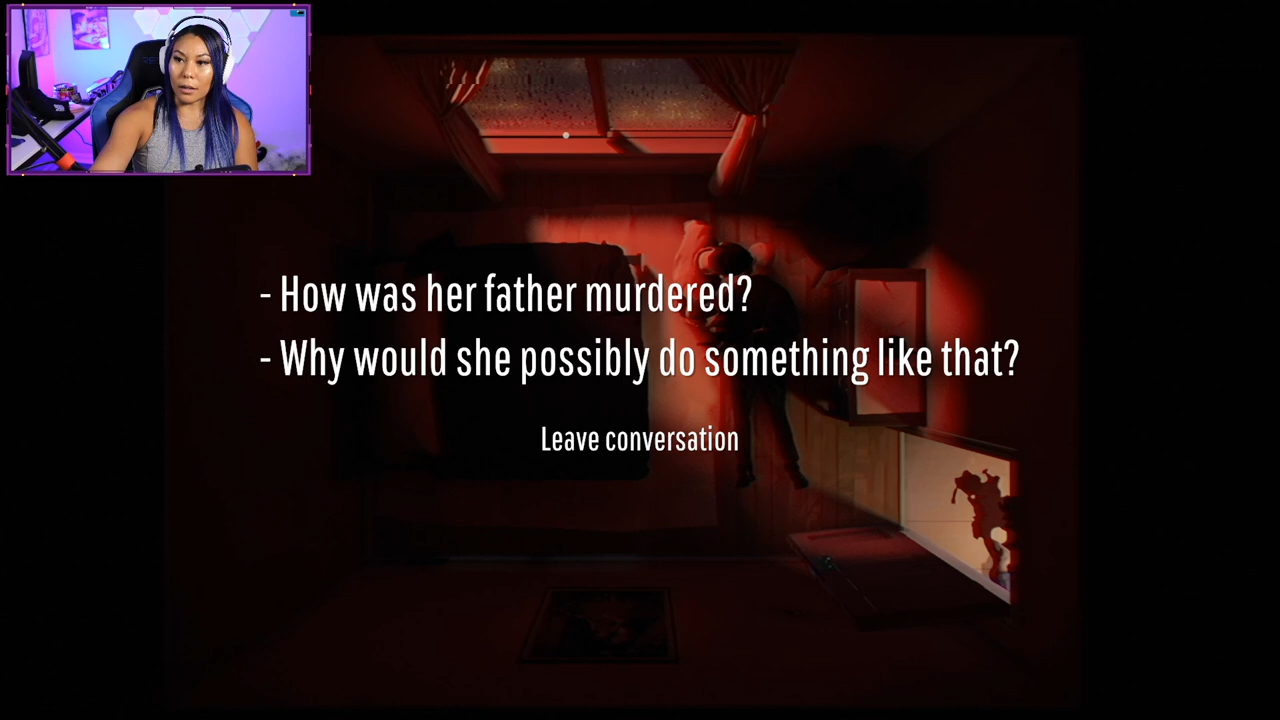 - How was her father murdered?
- Why would she possibly do something like that?
Leave conversation